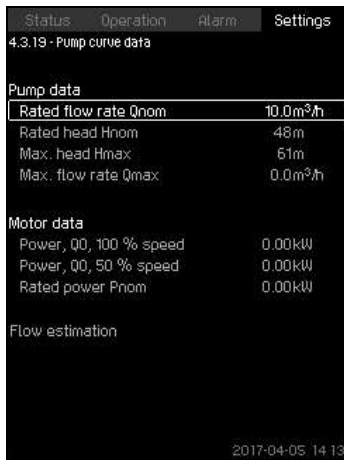 Status Operation Alarm Settings
4.3.19 - Pump curve data
Pump data
Rated flow rate Qnom 10.0m³/h
Rated head Hnom 48m
Max. head Hmax 61m
Max. flow rate Qmax 0.0m³/h
Motor data
Power, Q0, 100 % speed 0.00kW
Power, Q0, 50 % speed 0.00kW
Rated power Pnom 0.00kW
Flow estimation
2017-04-05 14:13